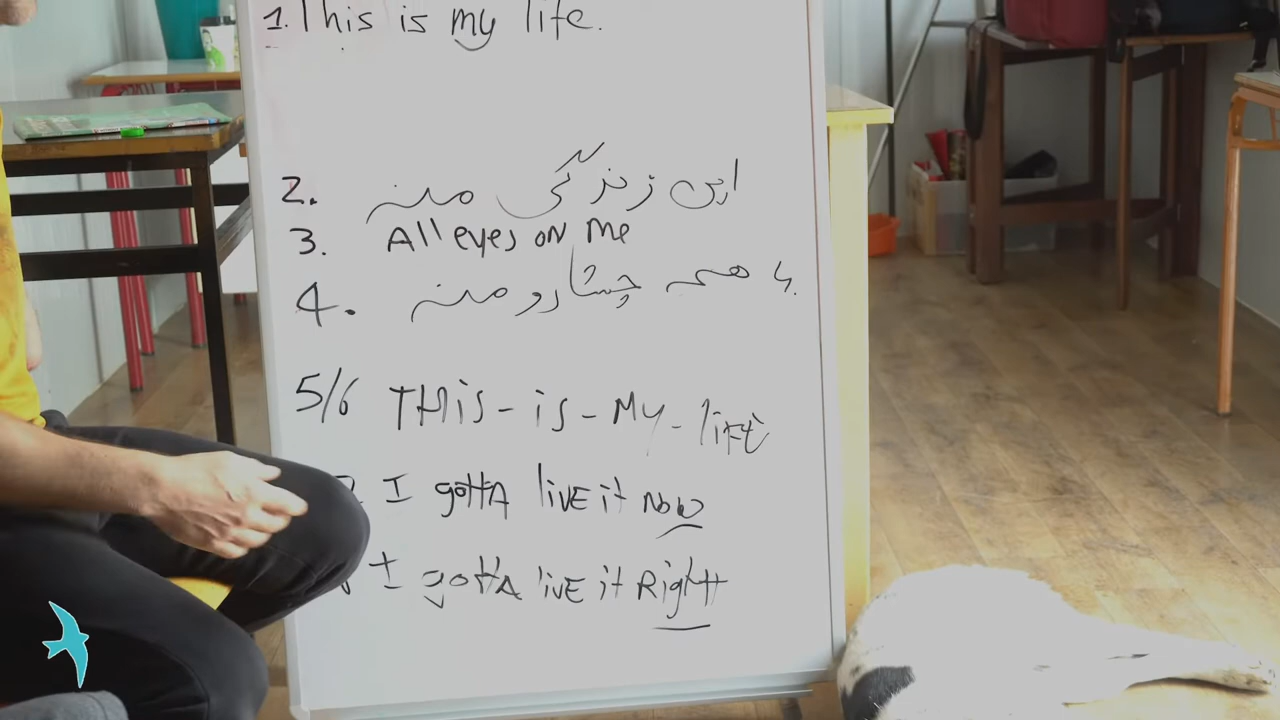 1. This is my life.
2. این زندگی منه
3. All eyes on Me
4. همه چشا رو منه
5/6 THis-is-My-lifE
I gottA livE it Now
I gottA livE it Right